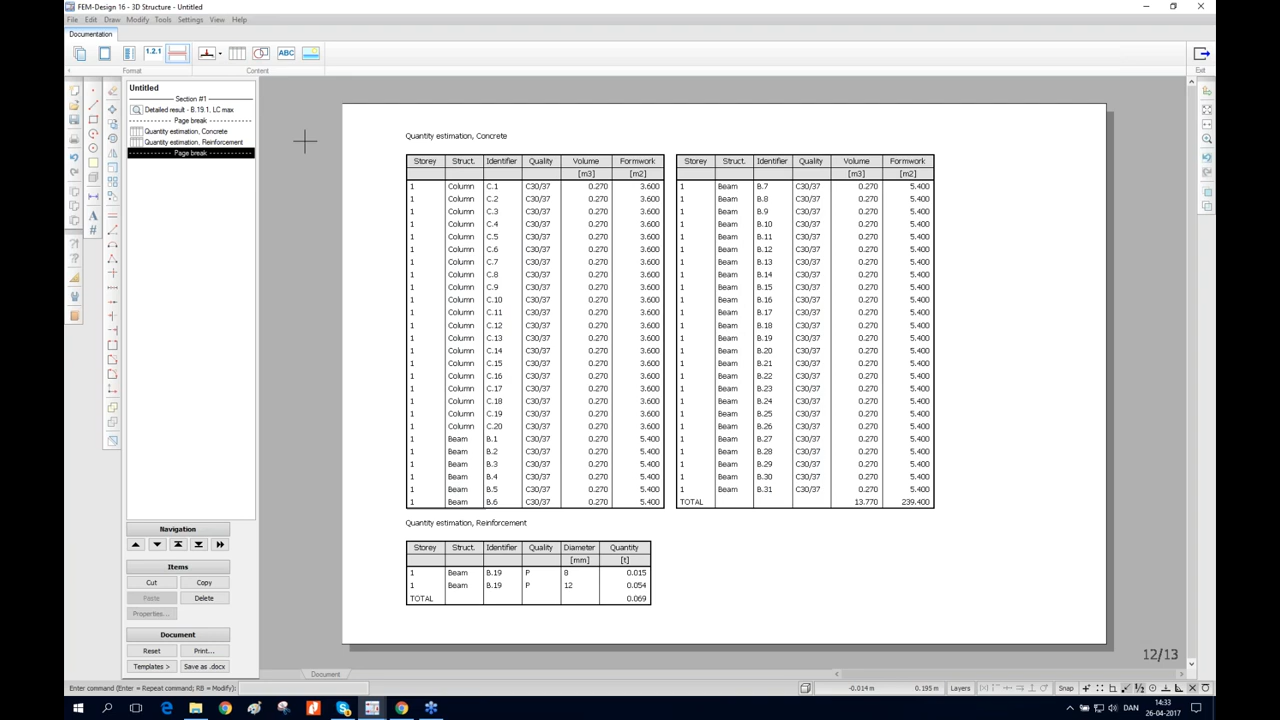 FEM-Design 16 - 3D Structure - Untitled
File Edit Draw Modify Tools Settings View Help
Documentation
1.2.1 ABC Exit
Format Content
Untitled
Section #1
Detailed result - B.19.1, LC max
Page break
Quantity estimation, Concrete
Quantity estimation, Reinforcement
Page break
Quantity estimation, Concrete
Storey Struct. Identifier Quality Volume Formwork Storey Struct. Identifier Quality Volume Formwork
[m3] [m2] [m3] [m2]
1 Column C.1 C30/37 0.270 3.600 1 Beam B.7 C30/37 0.270 5.400
1 Column C.2 C30/37 0.270 3.600 1 Beam B.8 C30/37 0.270 5.400
1 Column C.3 C30/37 0.270 3.600 1 Beam B.9 C30/37 0.270 5.400
1 Column C.4 C30/37 0.270 3.600 1 Beam B.10 C30/37 0.270 5.400
1 Column C.5 C30/37 0.270 3.600 1 Beam B.11 C30/37 0.270 5.400
1 Column C.6 C30/37 0.270 3.600 1 Beam B.12 C30/37 0.270 5.400
1 Column C.7 C30/37 0.270 3.600 1 Beam B.13 C30/37 0.270 5.400
1 Column C.8 C30/37 0.270 3.600 1 Beam B.14 C30/37 0.270 5.400
1 Column C.9 C30/37 0.270 3.600 1 Beam B.15 C30/37 0.270 5.400
1 Column C.10 C30/37 0.270 3.600 1 Beam B.16 C30/37 0.270 5.400
1 Column C.11 C30/37 0.270 3.600 1 Beam B.17 C30/37 0.270 5.400
1 Column C.12 C30/37 0.270 3.600 1 Beam B.18 C30/37 0.270 5.400
1 Column C.13 C30/37 0.270 3.600 1 Beam B.19 C30/37 0.270 5.400
1 Column C.14 C30/37 0.270 3.600 1 Beam B.20 C30/37 0.270 5.400
1 Column C.15 C30/37 0.270 3.600 1 Beam B.21 C30/37 0.270 5.400
1 Column C.16 C30/37 0.270 3.600 1 Beam B.22 C30/37 0.270 5.400
1 Column C.17 C30/37 0.270 3.600 1 Beam B.23 C30/37 0.270 5.400
1 Column C.18 C30/37 0.270 3.600 1 Beam B.24 C30/37 0.270 5.400
1 Column C.19 C30/37 0.270 3.600 1 Beam B.25 C30/37 0.270 5.400
1 Column C.20 C30/37 0.270 3.600 1 Beam B.26 C30/37 0.270 5.400
1 Beam B.1 C30/37 0.270 5.400 1 Beam B.27 C30/37 0.270 5.400
1 Beam B.2 C30/37 0.270 5.400 1 Beam B.28 C30/37 0.270 5.400
1 Beam B.3 C30/37 0.270 5.400 1 Beam B.29 C30/37 0.270 5.400
1 Beam B.4 C30/37 0.270 5.400 1 Beam B.30 C30/37 0.270 5.400
1 Beam B.5 C30/37 0.270 5.400 1 Beam B.31 C30/37 0.270 5.400
1 Beam B.6 C30/37 0.270 5.400 TOTAL 13.770 239.400
Quantity estimation, Reinforcement
Storey Struct. Identifier Quality Diameter Quantity
[mm] [t]
1 Beam B.19 P 8 0.015
1 Beam B.19 P 12 0.054
TOTAL 0.069
12/13
Navigation
Items
Cut Copy
Paste Delete
Properties...
Document
Reset Print...
Templates > Save as .docx
Document
Enter command (Enter = Repeat command; RB = Modify): -0.014 m 0.195 m Layers Snap
DAN 14:33
26-04-2017